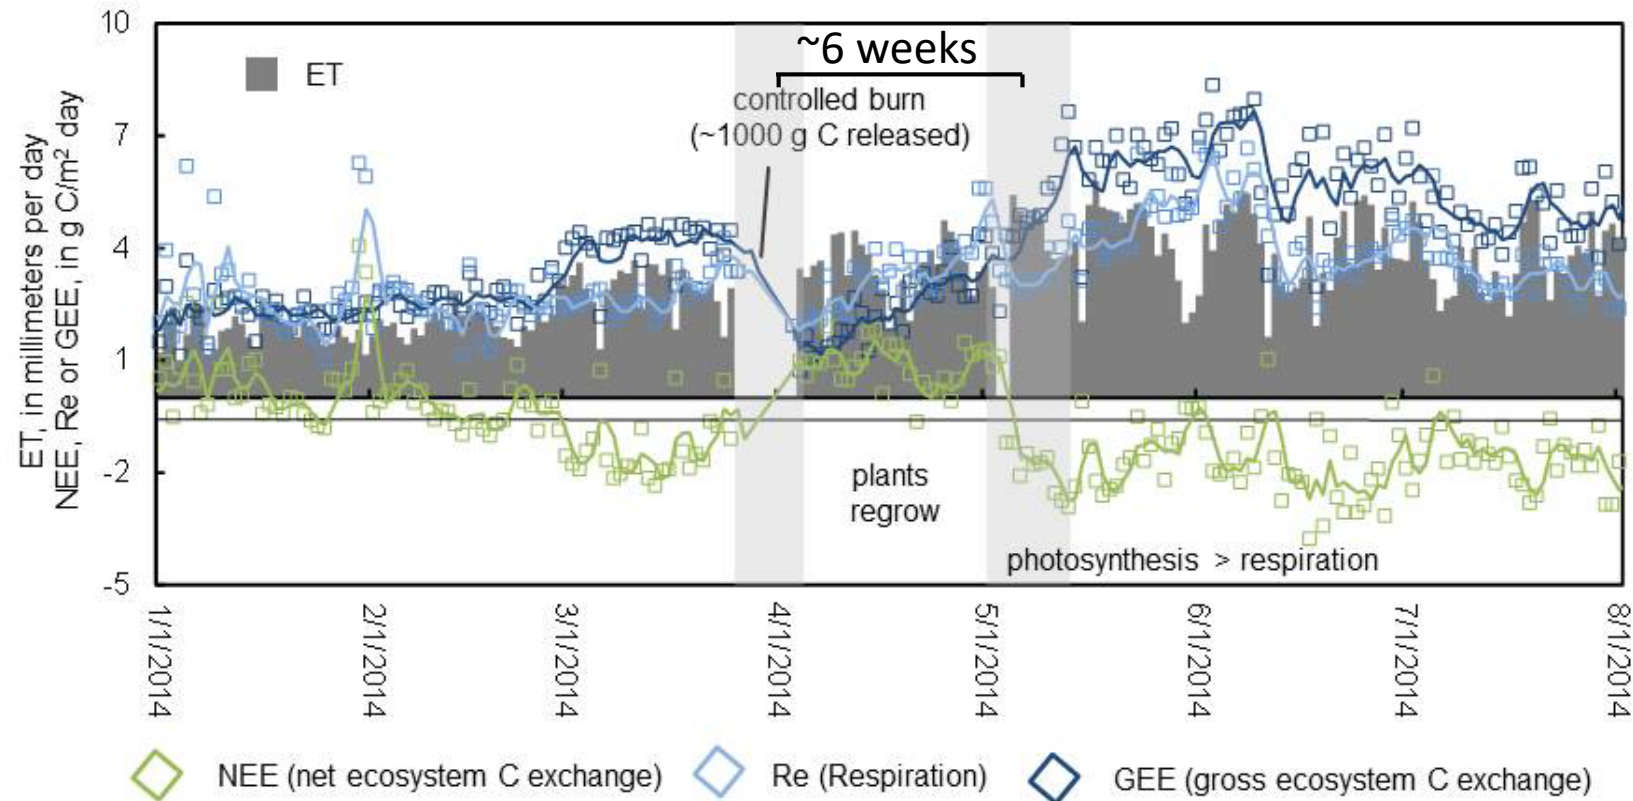 10
7
4
1
-2
-5
ET, in millimeters per day
NEE, Re or GEE, in g C/m² day
ET
~6 weeks
controlled burn
(~1000 g C released)
plants
regrow
photosynthesis > respiration
1/1/2014
2/1/2014
3/1/2014
4/1/2014
5/1/2014
6/1/2014
7/1/2014
8/1/2014
NEE (net ecosystem C exchange)
Re (Respiration)
GEE (gross ecosystem C exchange)